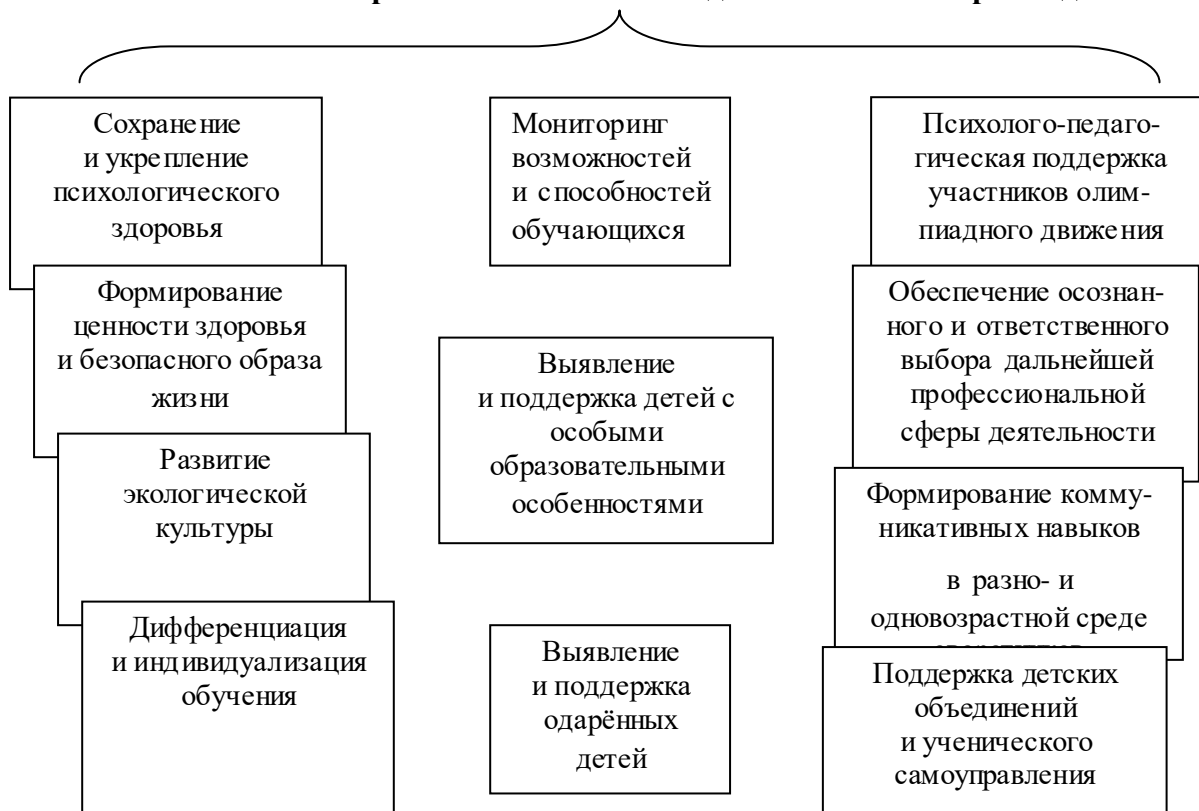 Сохранение
и укрепление
психологического
здоровья
Формирование
ценности здоровья
и безопасного образа
жизни
Развитие
экологической
культуры
Дифференциация
и индивидуализация
обучения
Мониторинг
возможностей
и способностей
обучающихся
Выявление
и поддержка детей с
особыми
образовательными
особенностями
Выявление
и поддержка
одарённых
детей
Психолого-педаго-
гическая поддержка
участников олим-
пиадного движения
Обеспечение осознан-
ного и ответственного
выбора дальнейшей
профессиональной
сферы деятельности
Формирование комму-
никативных навыков
в разно- и
одновозрастной среде
Поддержка детских
объединений
и ученического
самоуправления